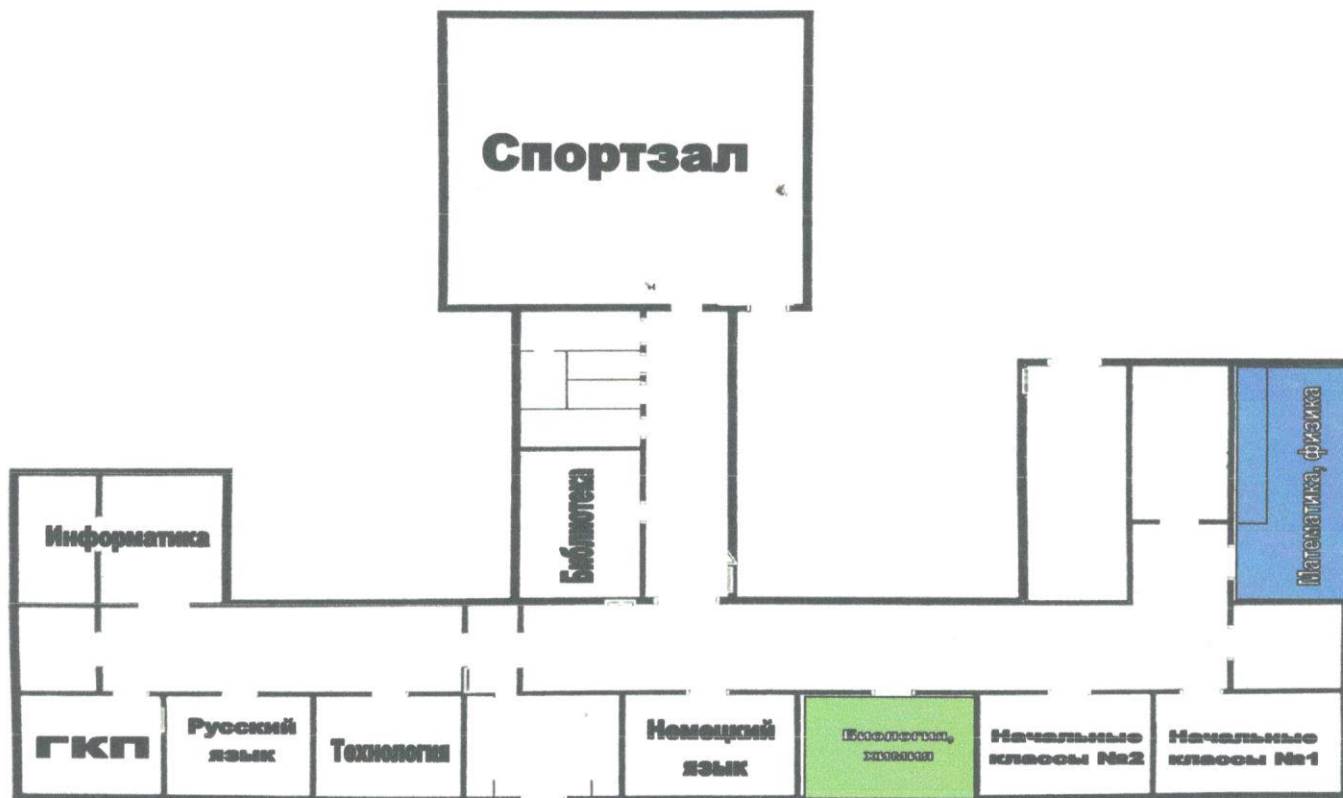 Спортзал
Библиотека
Математика, физика
Информатика
ГКП
Русский
язык
Технология
Немецкий
язык
Биология,
химия
Начальные
классы №2
Начальные
классы №1